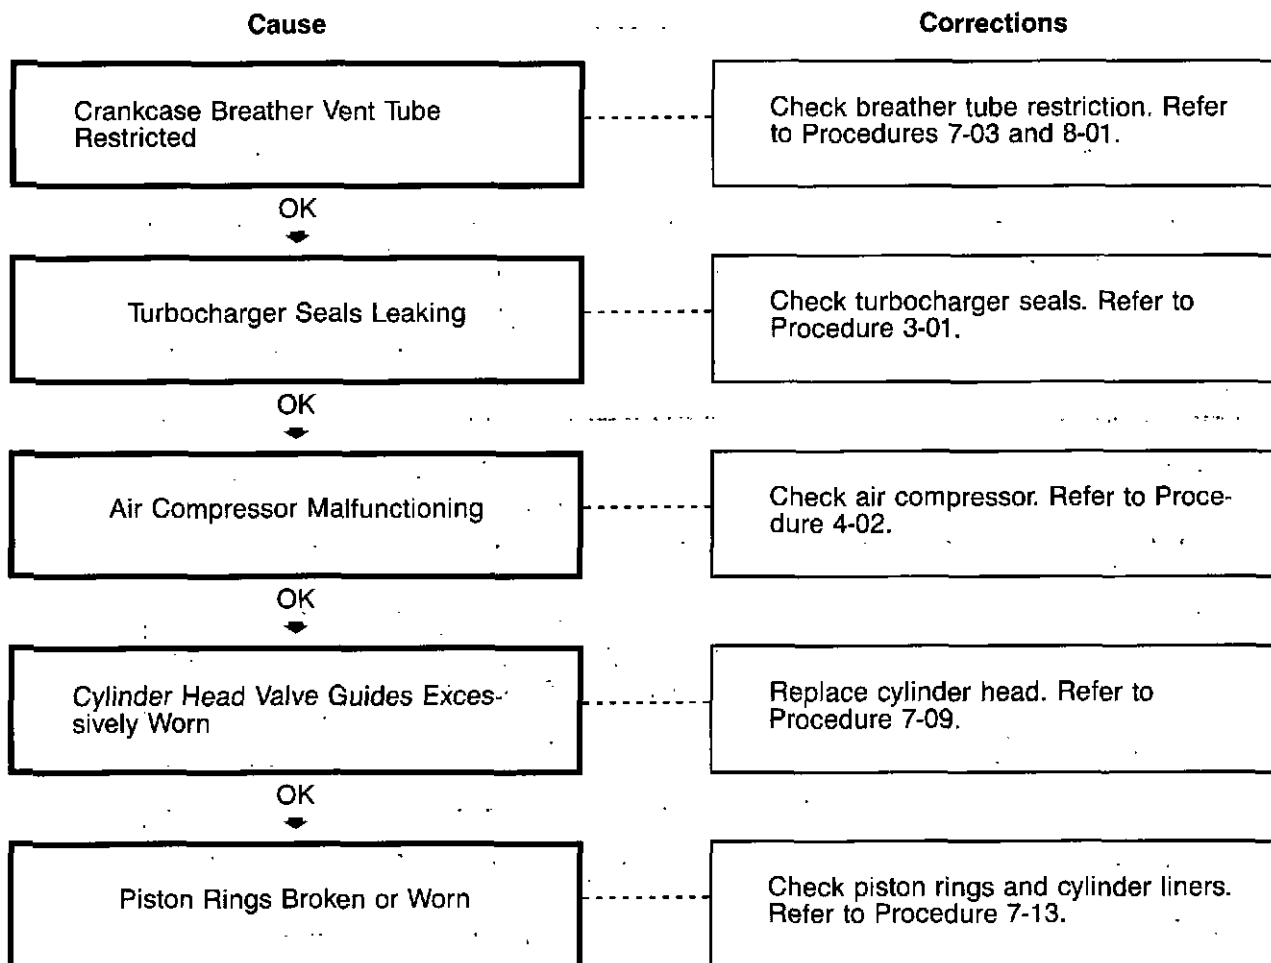 Cause
Corrections
Crankcase Breather Vent Tube
Restricted
Check breather tube restriction. Refer
to Procedures 7-03 and 8-01.
OK
Turbocharger Seals Leaking
Check turbocharger seals. Refer to
Procedure 3-01.
OK
Air Compressor Malfunctioning
Check air compressor. Refer to Proce-
dure 4-02.
OK
Cylinder Head Valve Guides Exces-
sively Worn
Replace cylinder head. Refer to
Procedure 7-09.
OK
Piston Rings Broken or Worn
Check piston rings and cylinder liners.
Refer to Procedure 7-13.